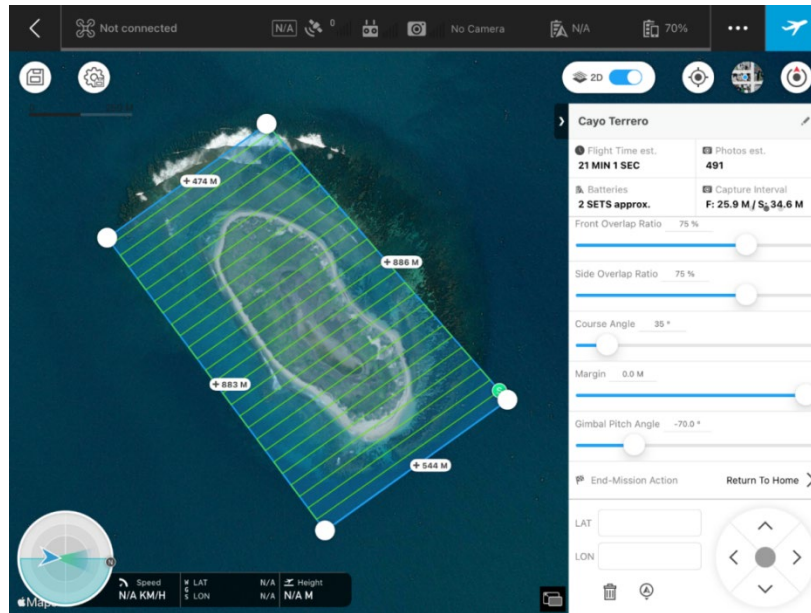 Not connected
N/A
0
No Camera
N/A
70%
2D
Cayo Terrero
Flight Time est.
21 MIN 1 SEC
Photos est.
491
Batteries
2 SETS approx.
Capture Interval
F: 25.9 M / S: 34.6 M
Front Overlap Ratio 75 %
Side Overlap Ratio 75 %
Course Angle 35 °
Margin 0.0 M
Gimbal Pitch Angle -70.0 °
End-Mission Action Return To Home
LAT
LON
+ 474 M
+ 886 M
+ 883 M
+ 544 M
S
N
Speed
N/A KM/H
WGS
LAT N/A
LON N/A
Height
N/A M
Maps